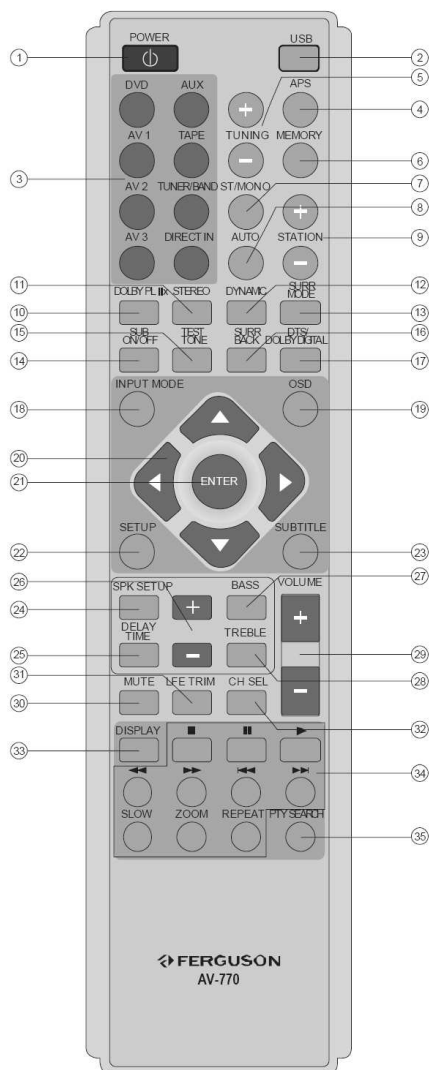 POWER
USB
1
2
5
DVD
AUX
APS
4
AV 1
TAPE
TUNING
MEMORY
6
3
7
AV 2
TUNER/BAND
ST/MONO
8
AV 3
DIRECT IN
AUTO
STATION
9
11
12
DOLBY PL IIX
STEREO
DYNAMIC
SURR
MODE
10
13
15
16
SUB
ON/OFF
TEST
TONE
SURR
BACK
DTS/
DOLBY DIGITAL
14
17
INPUT MODE
OSD
18
19
20
21
ENTER
SETUP
SUBTITLE
22
23
26
27
SPK SETUP
BASS
VOLUME
24
DELAY
TIME
TREBLE
25
29
31
28
MUTE
LFE TRIM
CH SEL
30
32
DISPLAY
33
34
SLOW
ZOOM
REPEAT
PTY SEARCH
35
FERGUSON
AV-770